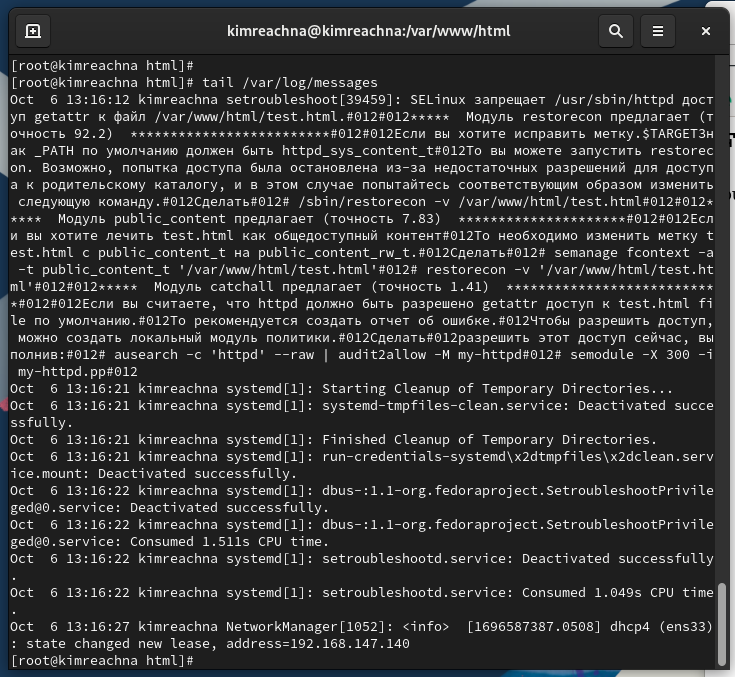 kimreachna@kimreachna:/var/www/html
[root@kimreachna html]#
[root@kimreachna html]# tail /var/log/messages
Oct  6 13:16:12 kimreachna setroubleshoot[39459]: SELinux запрещает /usr/sbin/httpd дост
уп getattr к файл /var/www/html/test.html.#012#012*****  Модуль restorecon предлагает (т
очность 92.2)  ************************#012#012Если вы хотите исправить метку.$TARGETЗн
ак _PATH по умолчанию должен быть httpd_sys_content_t#012То вы можете запустить restorec
on. Возможно, попытка доступа была остановлена из-за недостаточных разрешений для доступ
а к родительскому каталогу, и в этом случае попытайтесь соответствующим образом изменить
 следующую команду.#012Сделать#012# /sbin/restorecon -v /var/www/html/test.html#012#012*
****  Модуль public_content предлагает (точность 7.83)  *********************#012#012Есл
и вы хотите лечить test.html как общедоступный контент#012То необходимо изменить метку t
est.html с public_content_t на public_content_rw_t.#012Сделать#012# semanage fcontext -a
 -t public_content_t '/var/www/html/test.html'#012# restorecon -v '/var/www/html/test.ht
ml'#012#012*****  Модуль catchall предлагает (точность 1.41)  **************************
*#012#012Если вы считаете, что httpd должно быть разрешено getattr доступ к test.html fi
le по умолчанию.#012То рекомендуется создать отчет об ошибке.#012Чтобы разрешить доступ,
 можно создать локальный модуль политики.#012Сделать#012разрешить этот доступ сейчас, вы
полнив:#012# ausearch -c 'httpd' --raw | audit2allow -M my-httpd#012# semodule -X 300 -i
 my-httpd.pp#012
Oct  6 13:16:21 kimreachna systemd[1]: Starting Cleanup of Temporary Directories...
Oct  6 13:16:21 kimreachna systemd[1]: systemd-tmpfiles-clean.service: Deactivated succe
ssfully.
Oct  6 13:16:21 kimreachna systemd[1]: Finished Cleanup of Temporary Directories.
Oct  6 13:16:21 kimreachna systemd[1]: run-credentials-systemd\x2dtmpfiles\x2dclean.serv
ice.mount: Deactivated successfully.
Oct  6 13:16:22 kimreachna systemd[1]: dbus-:1.1-org.fedoraproject.SetroubleshootPrivile
ged@0.service: Deactivated successfully.
Oct  6 13:16:22 kimreachna systemd[1]: dbus-:1.1-org.fedoraproject.SetroubleshootPrivile
ged@0.service: Consumed 1.511s CPU time.
Oct  6 13:16:22 kimreachna systemd[1]: setroubleshootd.service: Deactivated successfully
.
Oct  6 13:16:22 kimreachna systemd[1]: setroubleshootd.service: Consumed 1.049s CPU time
.
Oct  6 13:16:27 kimreachna NetworkManager[1052]: <info>  [1696587387.0508] dhcp4 (ens33)
: state changed new lease, address=192.168.147.140
[root@kimreachna html]#